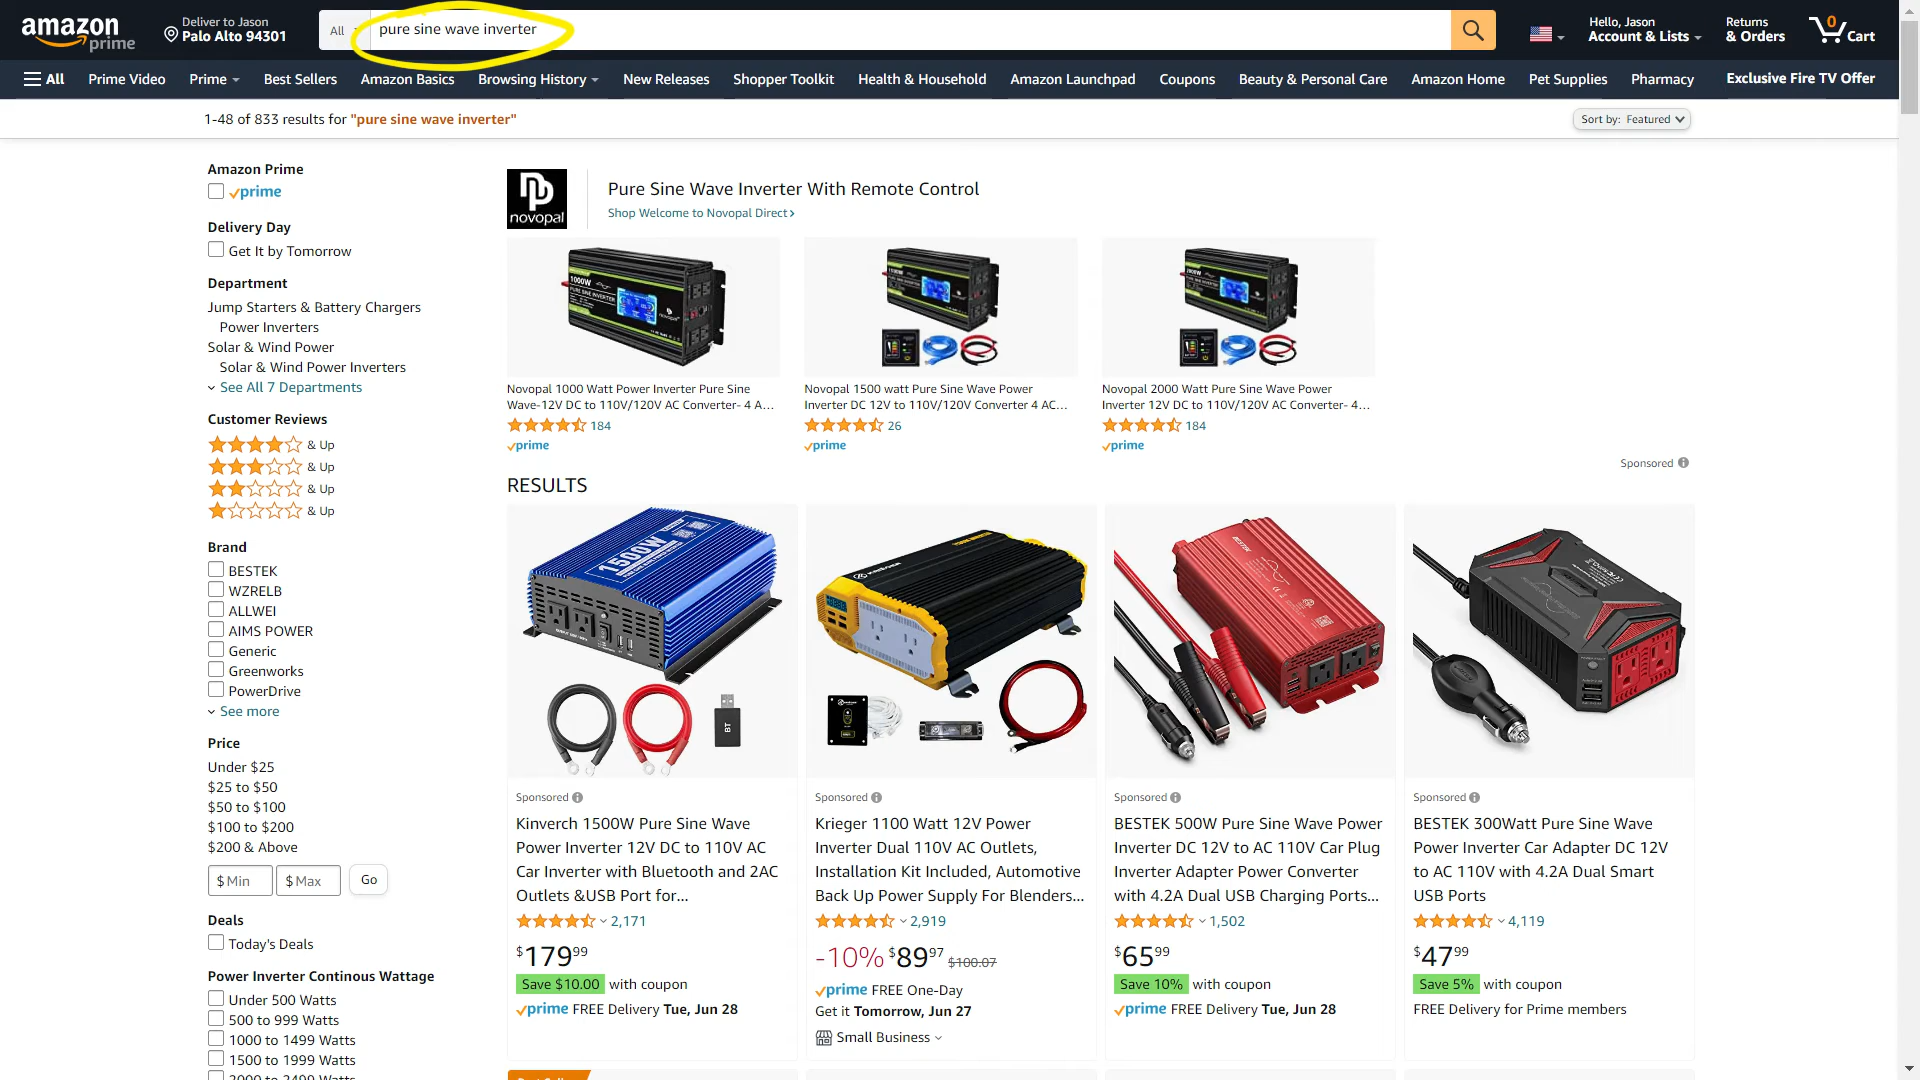 amazon
prime
Deliver to Jason
Palo Alto 94301
All
pure sine wave inverter
Hello, Jason
Account & Lists
Returns
& Orders
0
Cart
All
Prime Video
Prime
Best Sellers
Amazon Basics
Browsing History
New Releases
Shopper Toolkit
Health & Household
Amazon Launchpad
Coupons
Beauty & Personal Care
Amazon Home
Pet Supplies
Pharmacy
Exclusive Fire TV Offer
1-48 of 833 results for "pure sine wave inverter"
Sort by: Featured
Amazon Prime
prime
Delivery Day
Get It by Tomorrow
Department
Jump Starters & Battery Chargers
Power Inverters
Solar & Wind Power
Solar & Wind Power Inverters
See All 7 Departments
Customer Reviews
& Up
& Up
& Up
& Up
Brand
BESTEK
WZRELB
ALLWEI
AIMS POWER
Generic
Greenworks
PowerDrive
See more
Price
Under $25
$25 to $50
$50 to $100
$100 to $200
$200 & Above
$ Min
$ Max
Go
Deals
Today's Deals
Power Inverter Continous Wattage
Under 500 Watts
500 to 999 Watts
1000 to 1499 Watts
1500 to 1999 Watts
2000 to 2499 Watts
novopal
Pure Sine Wave Inverter With Remote Control
Shop Welcome to Novopal Direct ›
1000W
PURE SINE INVERTER
novopal
Novopal 1000 Watt Power Inverter Pure Sine
Wave-12V DC to 110V/120V AC Converter- 4 A...
184
prime
Novopal 1500 watt Pure Sine Wave Power
Inverter DC 12V to 110V/120V Converter 4 AC...
26
prime
Novopal 2000 Watt Pure Sine Wave Power
Inverter 12V DC to 110V/120V AC Converter- 4...
184
prime
Sponsored
RESULTS
1500W
BT
Sponsored
Kinverch 1500W Pure Sine Wave
Power Inverter 12V DC to 110V AC
Car Inverter with Bluetooth and 2AC
Outlets &USB Port for...
2,171
$179.99
Save $10.00 with coupon
prime FREE Delivery Tue, Jun 28
Sponsored
Krieger 1100 Watt 12V Power
Inverter Dual 110V AC Outlets,
Installation Kit Included, Automotive
Back Up Power Supply For Blenders...
2,919
-10% $89.97 $100.07
prime FREE One-Day
Get it Tomorrow, Jun 27
Small Business
BESTEK
Sponsored
BESTEK 500W Pure Sine Wave Power
Inverter DC 12V to AC 110V Car Plug
Inverter Adapter Power Converter
with 4.2A Dual USB Charging Ports...
1,502
$65.99
Save 10% with coupon
prime FREE Delivery Tue, Jun 28
Sponsored
BESTEK 300Watt Pure Sine Wave
Power Inverter Car Adapter DC 12V
to AC 110V with 4.2A Dual Smart
USB Ports
4,119
$47.99
Save 5% with coupon
FREE Delivery for Prime members